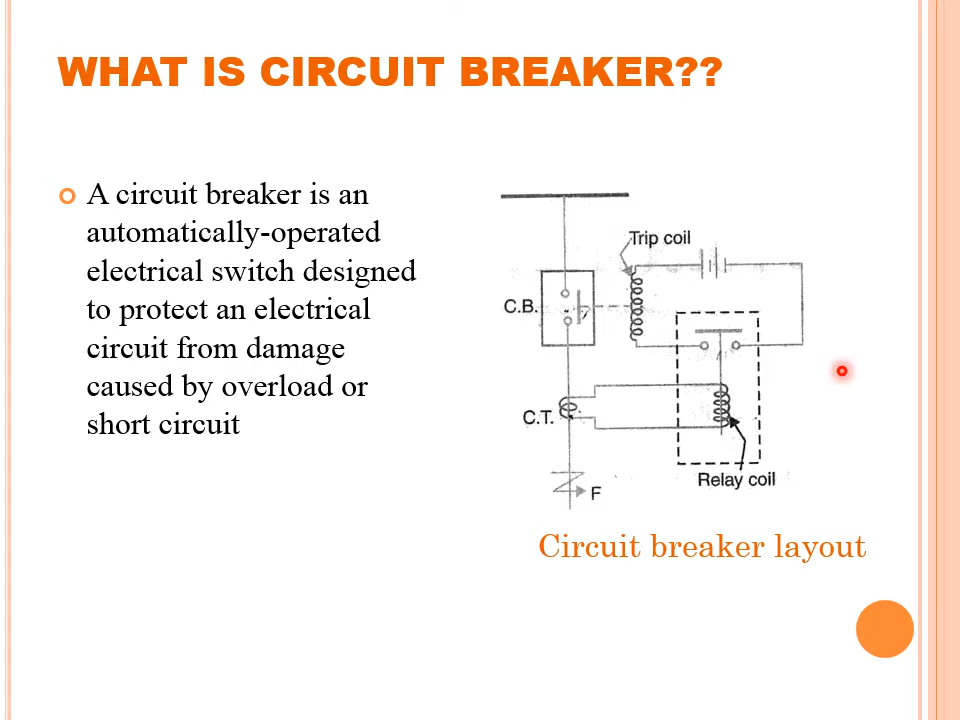 WHAT IS CIRCUIT BREAKER??
A circuit breaker is an
automatically-operated
electrical switch designed
to protect an electrical
circuit from damage
caused by overload or
short circuit
Trip coil
C.B.
C.T.
Relay coil
F
Circuit breaker layout